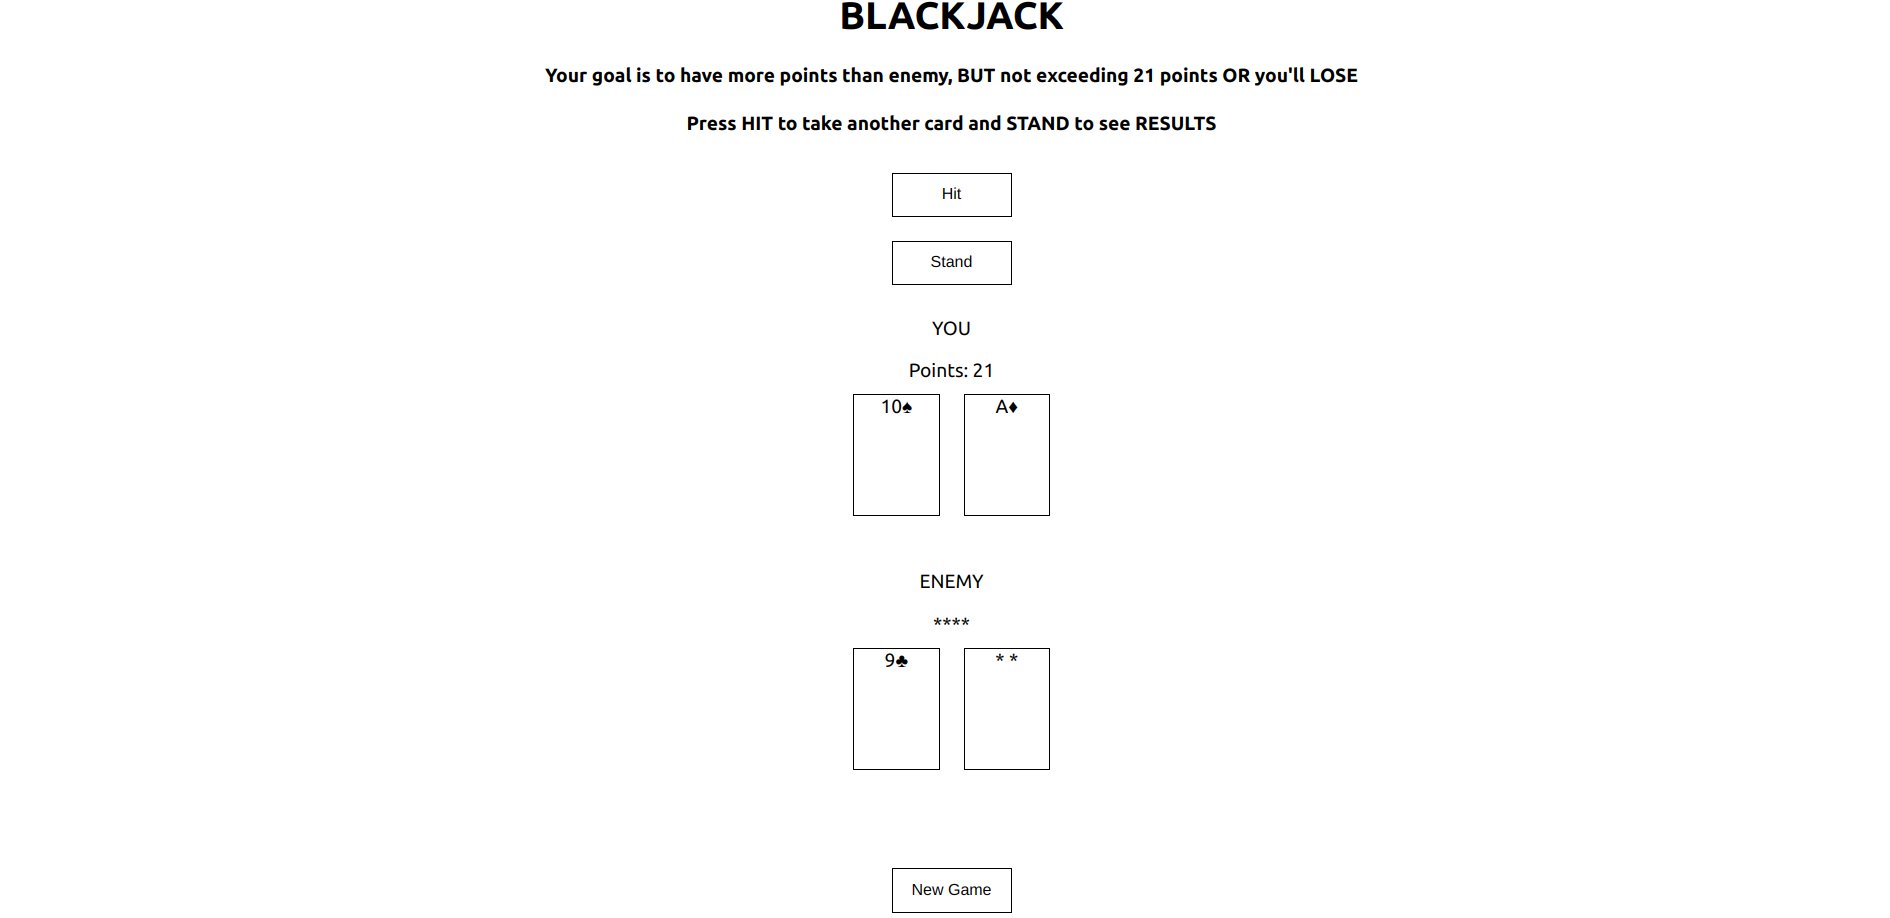 BLACKJACK
Your goal is to have more points than enemy, BUT not exceeding 21 points OR you'll LOSE
Press HIT to take another card and STAND to see RESULTS
Hit
Stand
YOU
Points: 21
10♠ A♦
ENEMY
****
9♣ * *
New Game